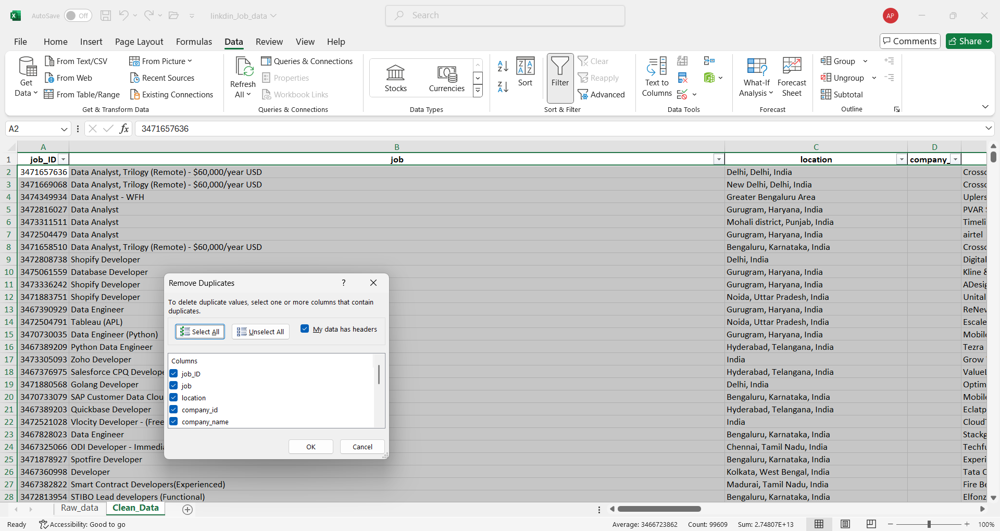 AutoSave Off linkdin_Job_data Search AP
File Home Insert Page Layout Formulas Data Review View Help Comments Share
Get Data From Text/CSV From Web From Table/Range From Picture Recent Sources Existing Connections
Get & Transform Data
Refresh All Queries & Connections Properties Workbook Links
Queries & Connections
Stocks Currencies
Data Types
Sort Filter Clear Reapply Advanced
Sort & Filter
Text to Columns
Data Tools
What-If Analysis Forecast Sheet
Forecast
Group Ungroup Subtotal
Outline
A2 fx 3471657636
A B C D
1 job_ID job location company_
2 3471657636 Data Analyst, Trilogy (Remote) - $60,000/year USD Delhi, Delhi, India
3 3471669068 Data Analyst, Trilogy (Remote) - $60,000/year USD New Delhi, Delhi, India
4 3474349934 Data Analyst - WFH Greater Bengaluru Area Uplers
5 3472816027 Data Analyst Gurugram, Haryana, India PVAR
6 3473311511 Data Analyst Mohali district, Punjab, India Timeli
7 3472504479 Data Analyst Gurugram, Haryana, India airtel
8 3471658510 Data Analyst, Trilogy (Remote) - $60,000/year USD Bengaluru, Karnataka, India
9 3472808738 Shopify Developer Delhi, India Digital
10 3475061559 Database Developer Gurugram, Haryana, India Kline &
11 3473336242 Shopify Developer Gurugram, Haryana, India
12 3471883751 Shopify Developer Noida, Uttar Pradesh, India Unital
13 3467390929 Data Engineer Gurugram, Haryana, India
14 3472504791 Tableau (APL) Noida, Uttar Pradesh, India Escale
15 3470730035 Data Engineer (Python) Gurugram, Haryana, India
16 3467389209 Python Data Engineer Hyderabad, Telangana, India Tezra
17 3473305093 Zoho Developer India Grow
18 3467376975 Salesforce CPQ Develope Hyderabad, Telangana, India
19 3471880568 Golang Developer Delhi, India Optim
20 3470733079 SAP Customer Data Clou Bengaluru, Karnataka, India
21 3467389203 Quickbase Developer Hyderabad, Telangana, India Eclatp
22 3472521028 Vlocity Developer - (Free India
23 3467828023 Data Engineer Bengaluru, Karnataka, India Stackg
24 3467325066 ODI Developer - Immedia Chennai, Tamil Nadu, India
25 3471878927 Spotfire Developer Bengaluru, Karnataka, India Experi
26 3467360998 Developer Kolkata, West Bengal, India Tata C
27 3467382822 Smart Contract Developers(Experienced) Madurai, Tamil Nadu, India Fire Be
28 3472813954 STIBO Lead developers (Functional) Bengaluru, Karnataka, India Elfonz
Remove Duplicates ?
To delete duplicate values, select one or more columns that contain
duplicates.
Select All Unselect All My data has headers
Columns
job_ID
job
location
company_id
company_name
OK Cancel
Raw_data Clean_Data
Ready Accessibility: Good to go Average: 3466723862 Count: 99609 Sum: 2.74807E+13 100%